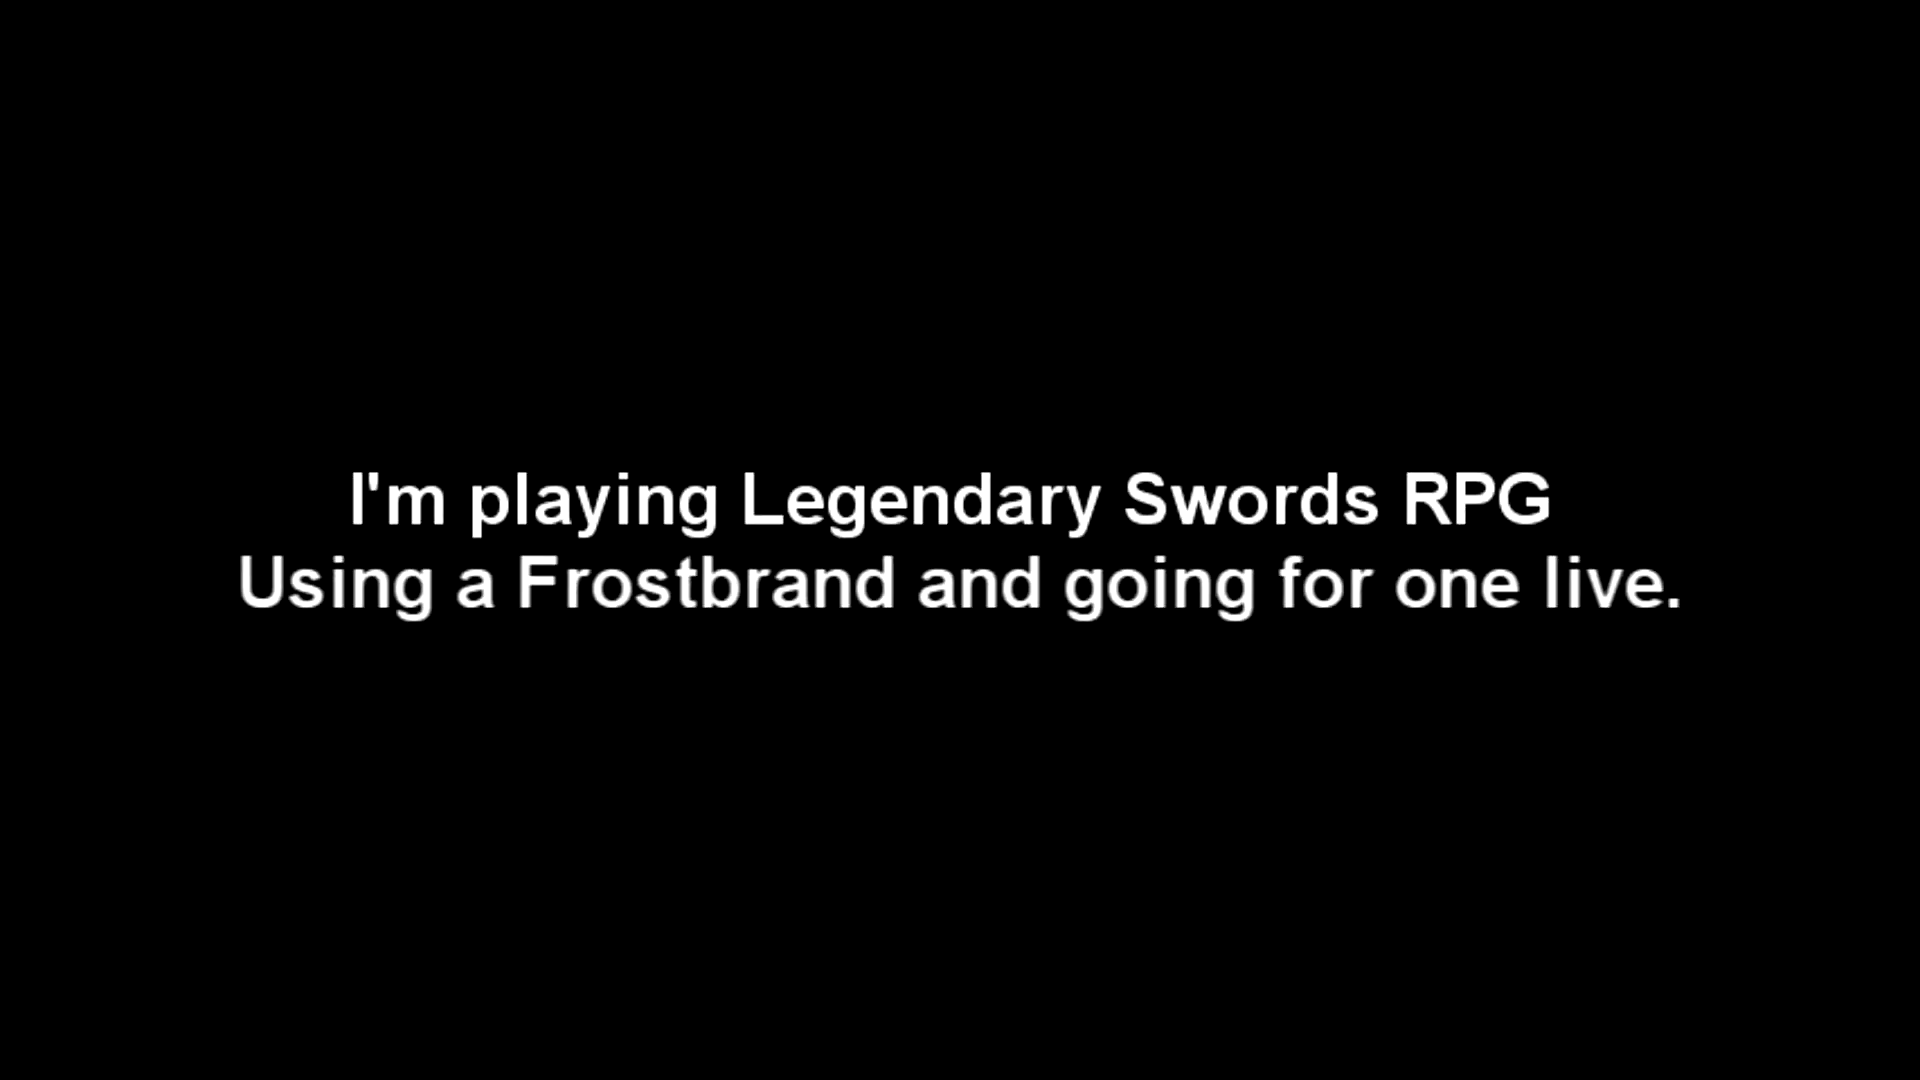 I'm playing Legendary Swords RPG
Using a Frostbrand and going for one live.